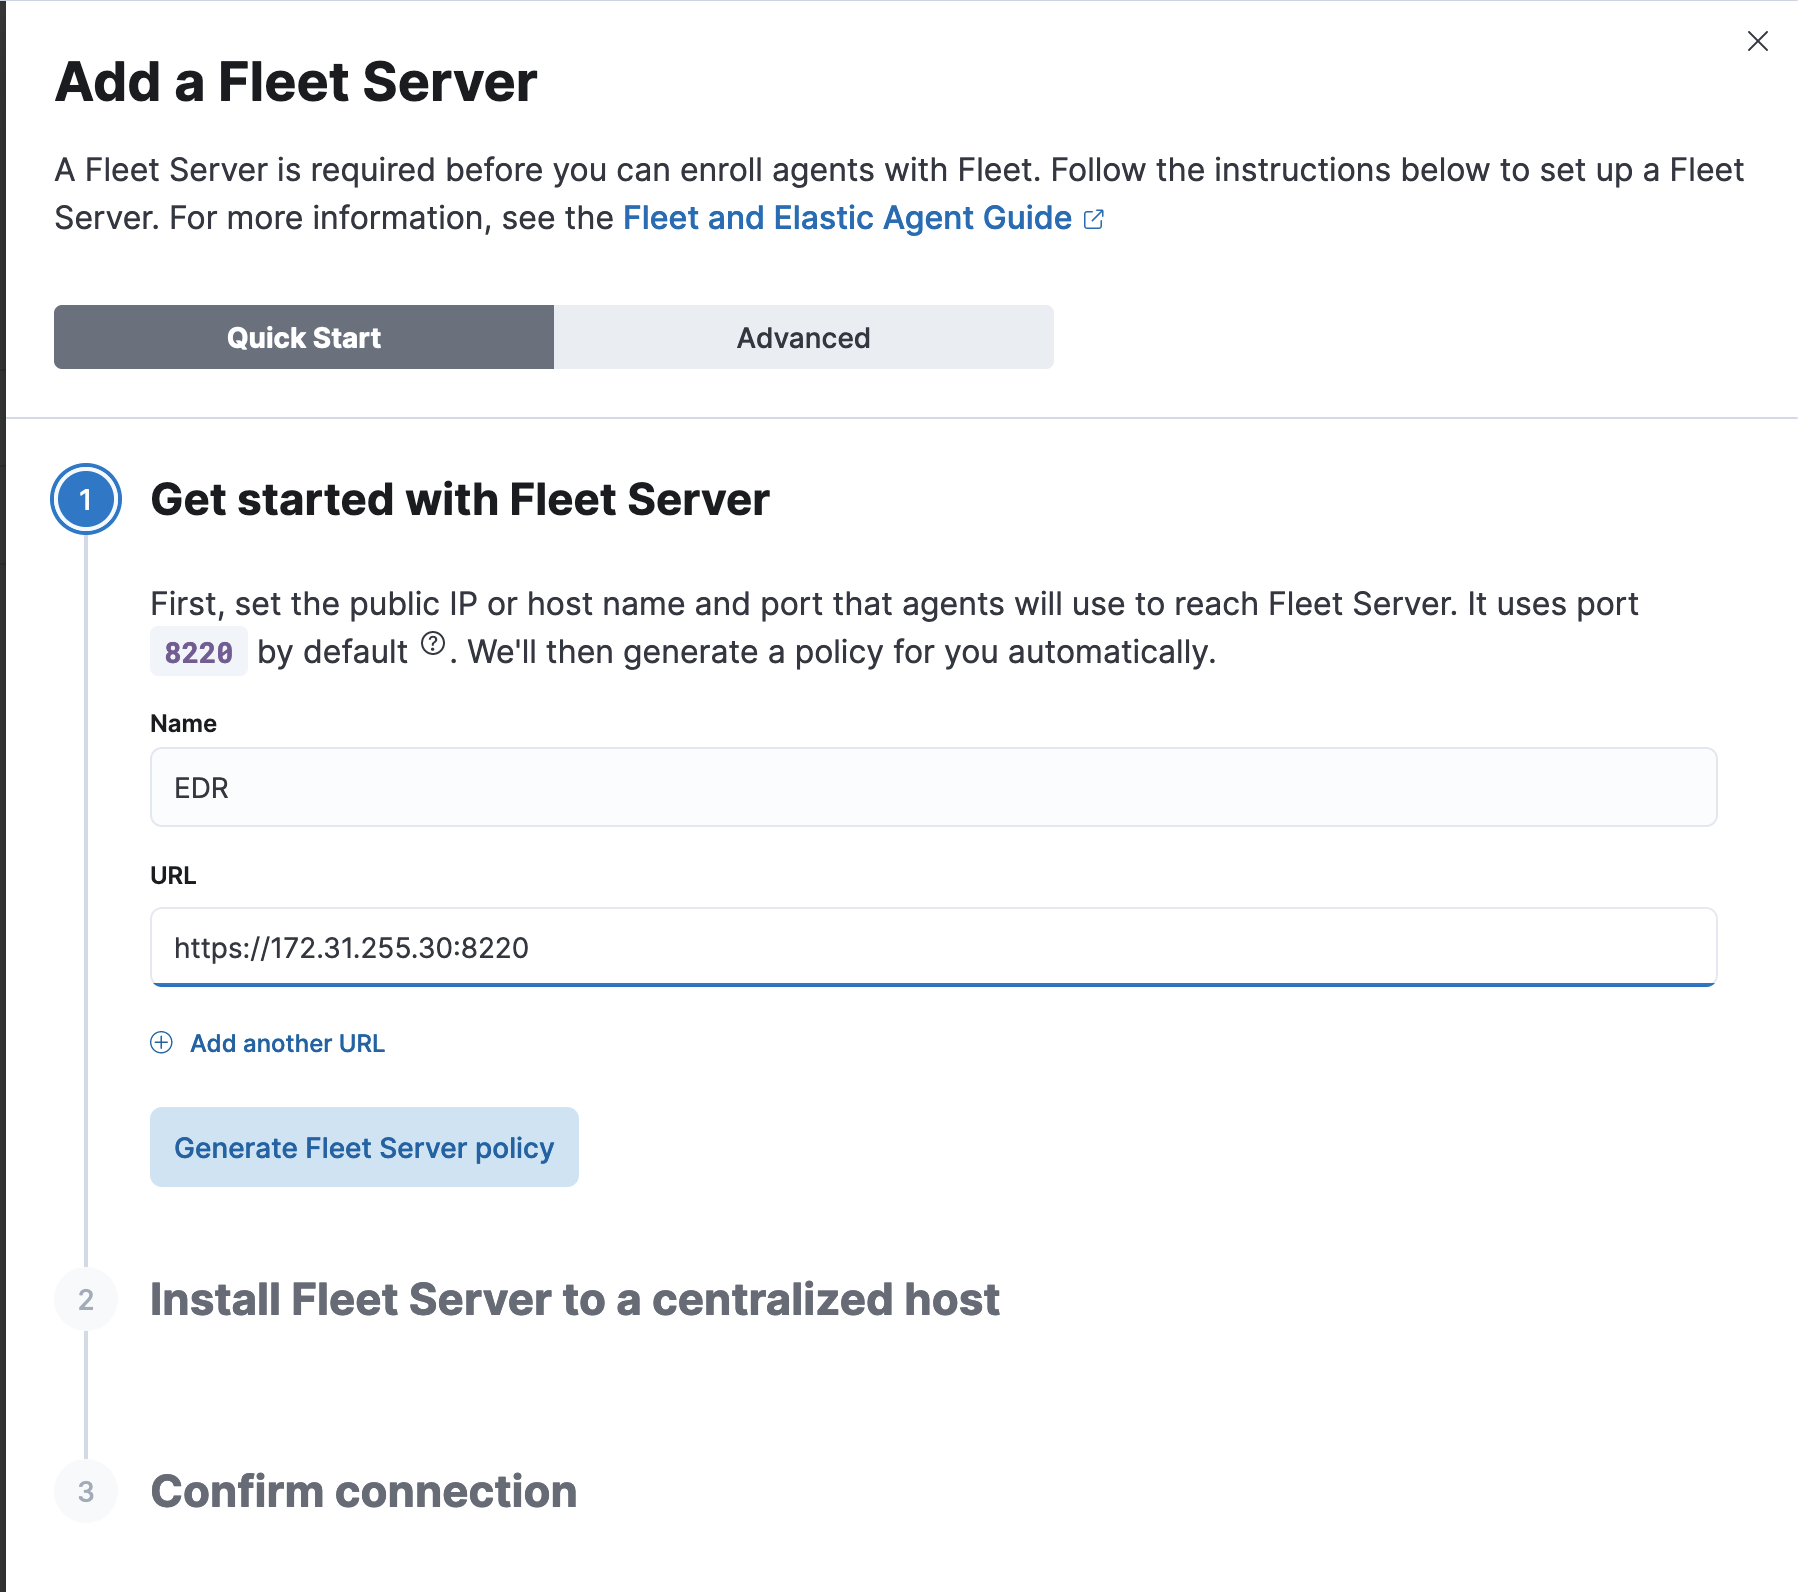 Add a Fleet Server
A Fleet Server is required before you can enroll agents with Fleet. Follow the instructions below to set up a Fleet
Server. For more information, see the Fleet and Elastic Agent Guide
Quick Start
Advanced
1
Get started with Fleet Server
First, set the public IP or host name and port that agents will use to reach Fleet Server. It uses port
8220 by default ?. We'll then generate a policy for you automatically.
Name
EDR
URL
https://172.31.255.30:8220
Add another URL
Generate Fleet Server policy
2
Install Fleet Server to a centralized host
3
Confirm connection